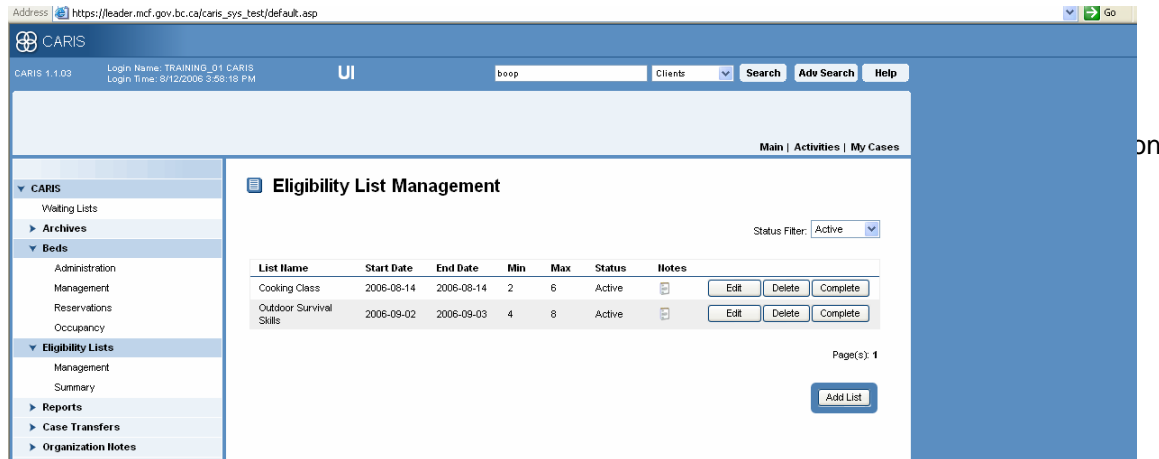 Address https://leader.mcf.gov.bc.ca/caris_sys_test/default.asp Go
CARIS
CARIS 1.1.03 Login Name: TRAINING_01 CARIS
Login Time: 8/12/2006 3:58:18 PM
UI boop Clients Search Adv Search Help
Main | Activities | My Cases
on
CARIS
Waiting Lists
Archives
Beds
Administration
Management
Reservations
Occupancy
Eligibility Lists
Management
Summary
Reports
Case Transfers
Organization Notes
Eligibility List Management
Status Filter: Active
List Name Start Date End Date Min Max Status Notes
Cooking Class 2006-08-14 2006-08-14 2 6 Active Edit Delete Complete
Outdoor Survival Skills 2006-09-02 2006-09-03 4 8 Active Edit Delete Complete
Page(s): 1
Add List